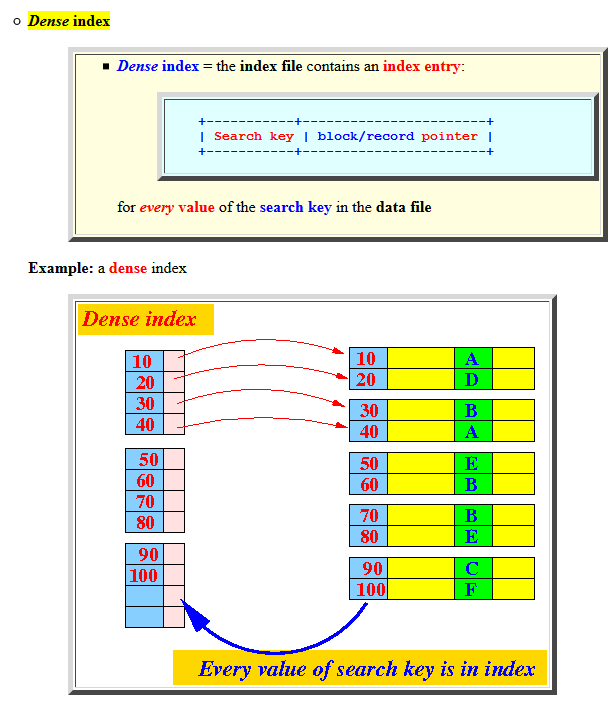 Dense index
Dense index = the index file contains an index entry:
+-----------+-----------------------+
| Search key | block/record pointer |
+-----------+-----------------------+
for every value of the search key in the data file
Example: a dense index
Dense index
10
20
30
40
50
60
70
80
90
100
10 A
20 D
30 B
40 A
50 E
60 B
70 B
80 E
90 C
100 F
Every value of search key is in index